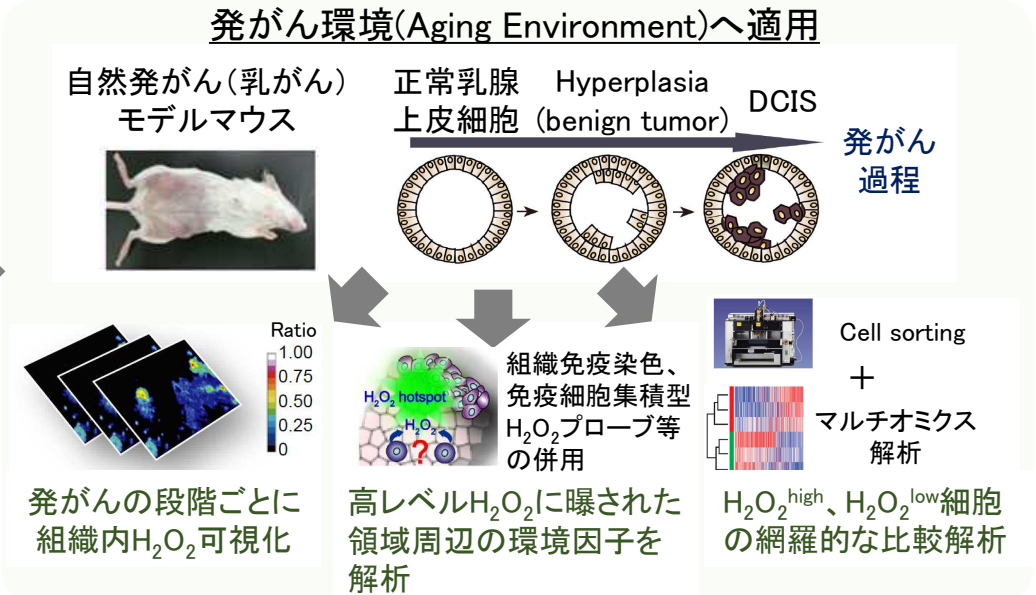 発がん環境(Aging Environment)へ適用
自然発がん（乳がん）
モデルマウス
正常乳腺
上皮細胞
Hyperplasia
(benign tumor)
DCIS
発がん
過程
Ratio
1.00
0.75
0.50
0.25
0
発がんの段階ごとに
組織内H₂O₂可視化
H₂O₂ hotspot
H₂O₂
?
組織免疫染色、
免疫細胞集積型
H₂O₂プローブ等
の併用
高レベルH₂O₂に曝された
領域周辺の環境因子を
解析
Cell sorting
＋
マルチオミクス
解析
H₂O₂ʰⁱᵍʰ、H₂O₂ˡᵒʷ細胞
の網羅的な比較解析